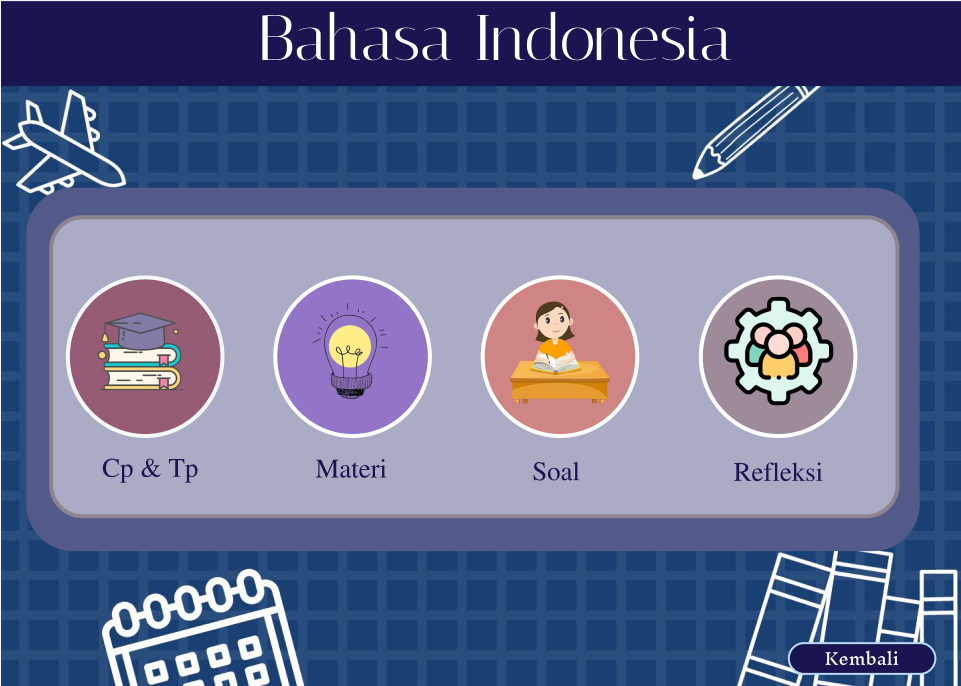 Bahasa Indonesia
Cp & Tp
Materi
Soal
Refleksi
Kembali